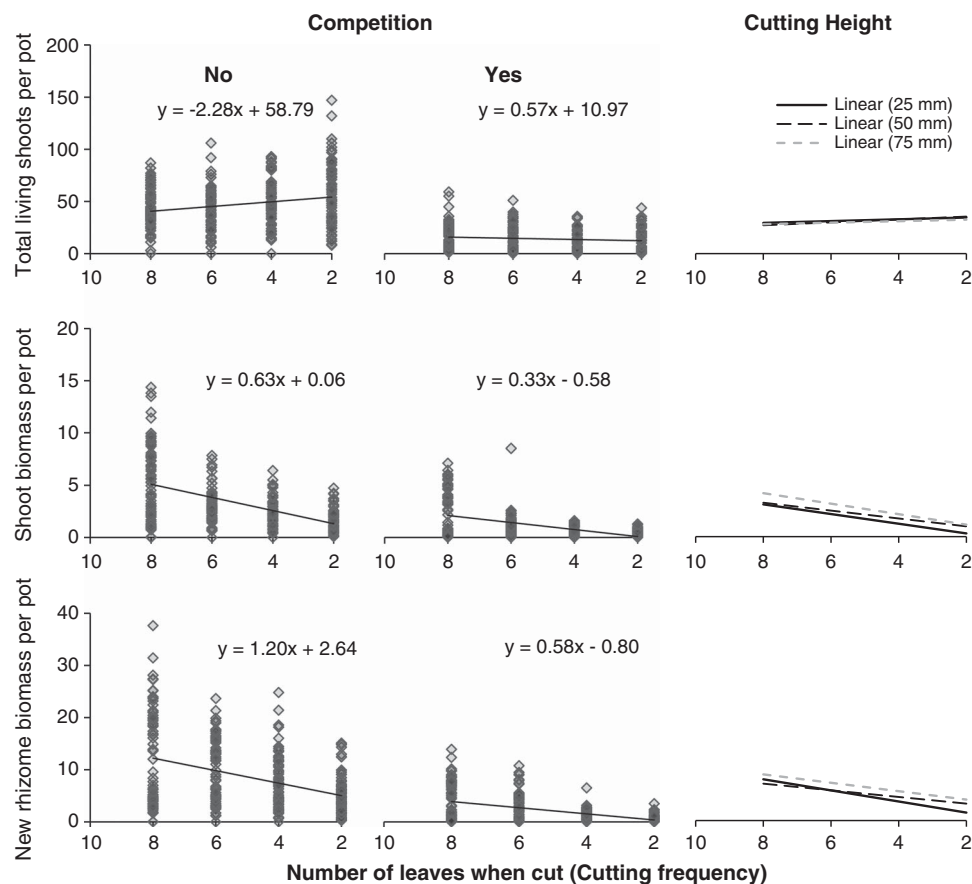 Competition
Cutting Height
Total living shoots per pot
200
150
100
50
0
No
y = -2.28x + 58.79
Yes
y = 0.57x + 10.97
Linear (25 mm)
Linear (50 mm)
Linear (75 mm)
10 8 6 4 2
10 8 6 4 2
10 8 6 4 2
Shoot biomass per pot
20
15
10
5
0
y = 0.63x + 0.06
y = 0.33x - 0.58
10 8 6 4 2
10 8 6 4 2
10 8 6 4 2
New rhizome biomass per pot
40
30
20
10
0
y = 1.20x + 2.64
y = 0.58x - 0.80
10 8 6 4 2
10 8 6 4 2
10 8 6 4 2
Number of leaves when cut (Cutting frequency)